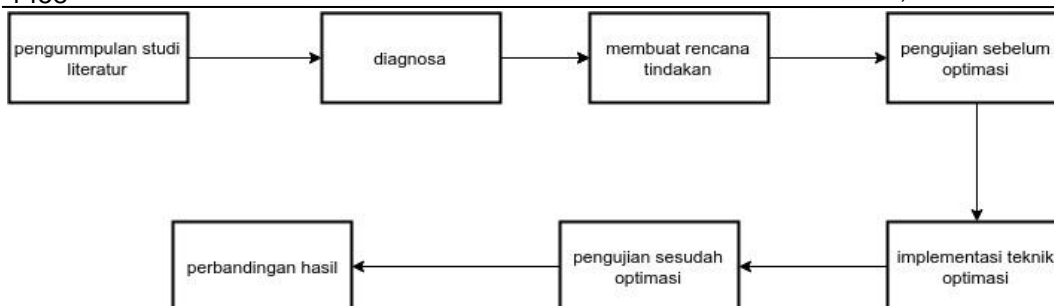 pengummpulan studi
literatur
diagnosa
membuat rencana
tindakan
pengujian sebelum
optimasi
implementasi teknik
optimasi
pengujian sesudah
optimasi
perbandingan hasil